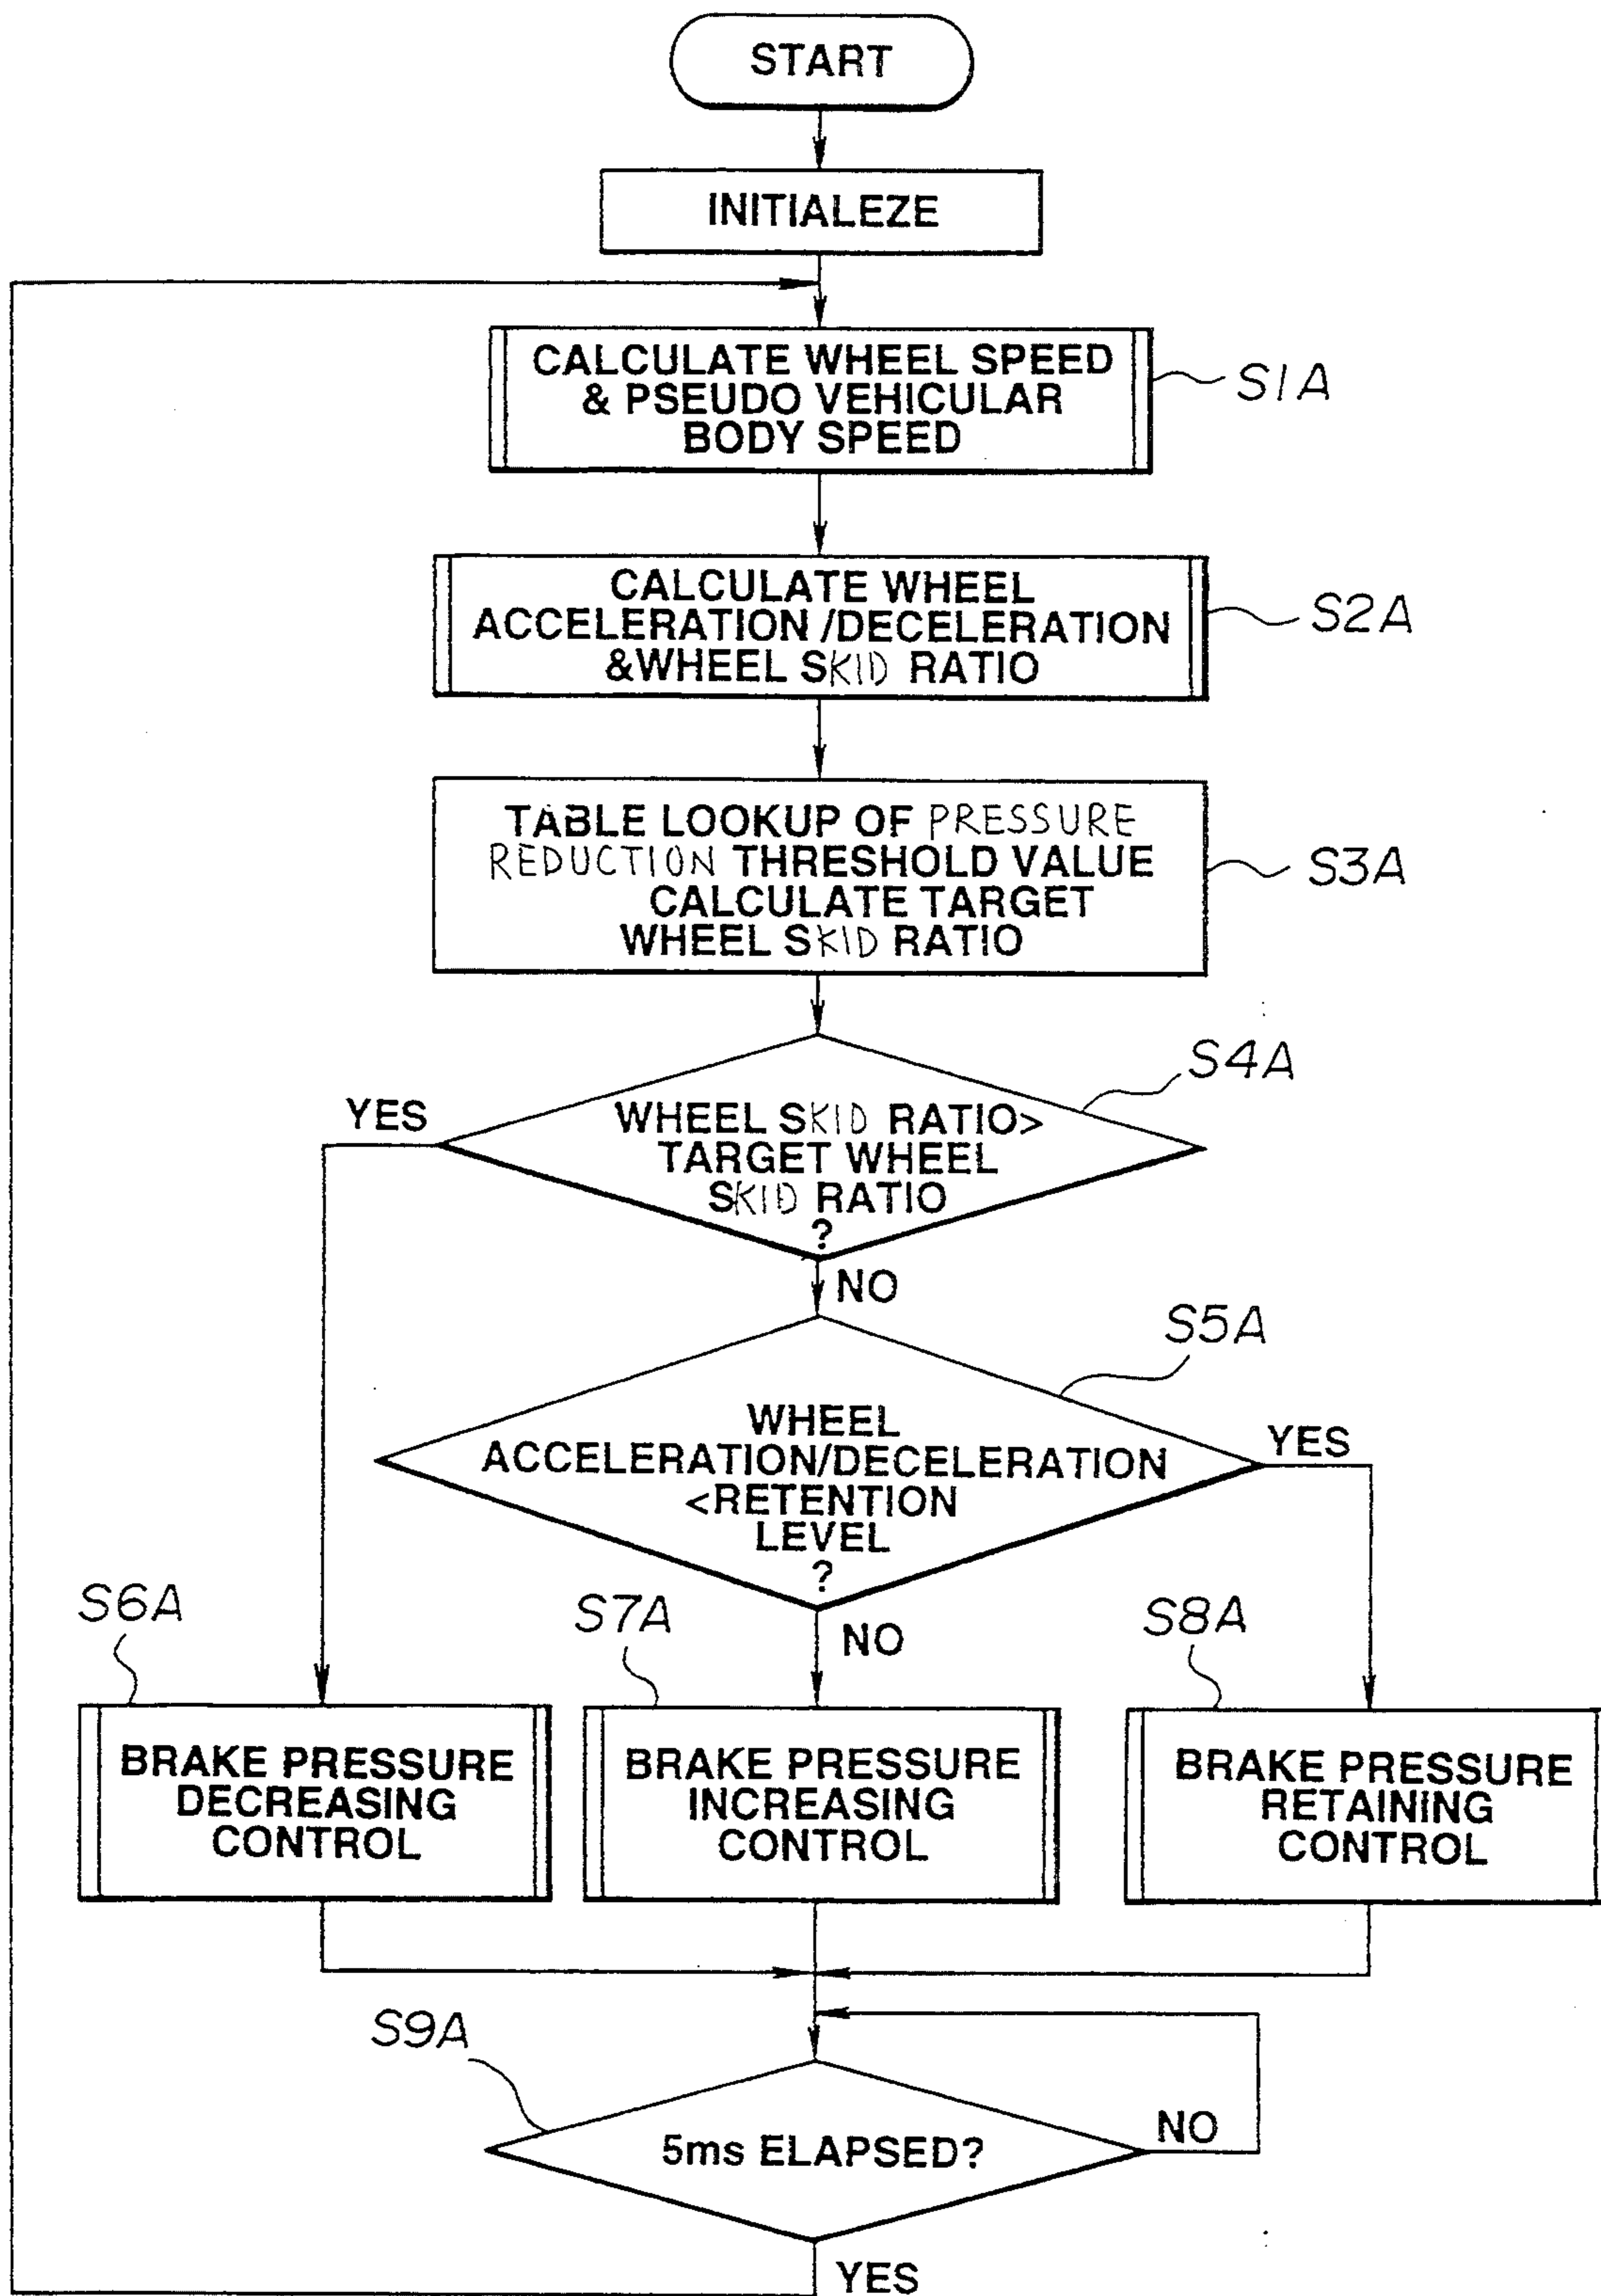 START
INITIALEZE
CALCULATE WHEEL SPEED
& PSEUDO VEHICULAR
BODY SPEED
S1A
CALCULATE WHEEL
ACCELERATION /DECELERATION
&WHEEL SKID RATIO
S2A
TABLE LOOKUP OF PRESSURE
REDUCTION THRESHOLD VALUE
CALCULATE TARGET
WHEEL SKID RATIO
S3A
S4A
YES
WHEEL SKID RATIO>
TARGET WHEEL
SKID RATIO
?
NO
S5A
WHEEL
ACCELERATION/DECELERATION
<RETENTION
LEVEL
?
YES
NO
S6A
S7A
S8A
BRAKE PRESSURE
DECREASING
CONTROL
BRAKE PRESSURE
INCREASING
CONTROL
BRAKE PRESSURE
RETAINING
CONTROL
S9A
5ms ELAPSED?
NO
YES